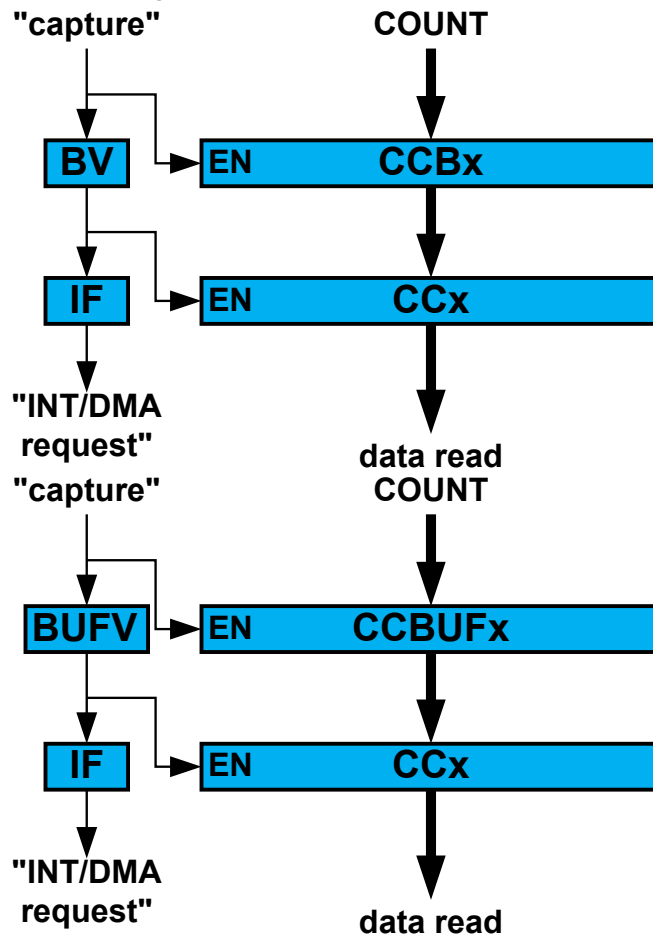 "capture" COUNT
BV EN CCBx
IF EN CCx
"INT/DMA
request"
data read
"capture" COUNT
BUFV EN CCBUFx
IF EN CCx
"INT/DMA
request"
data read